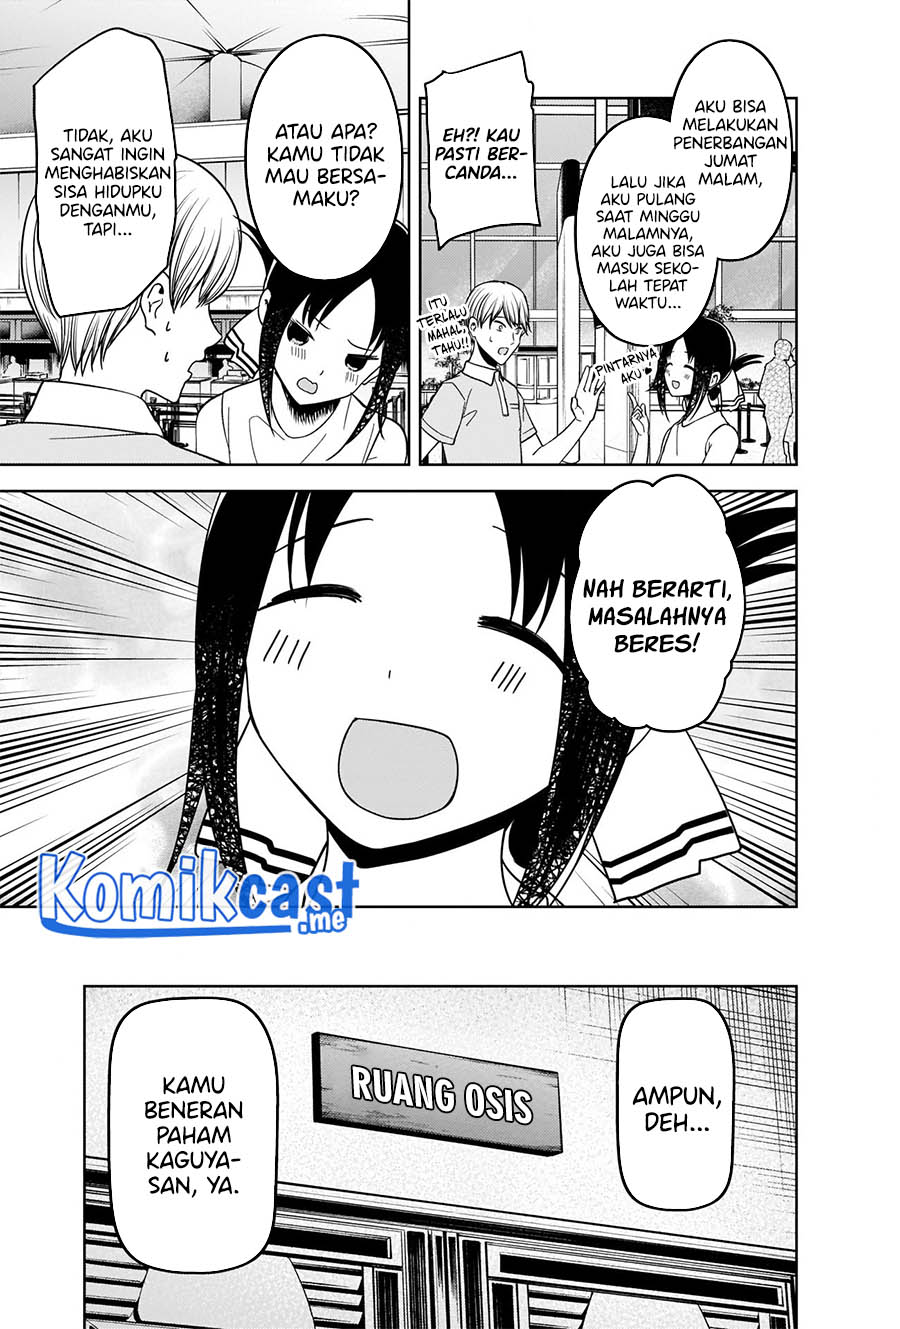 AKU BISA
MELAKUKAN
PENERBANGAN
JUMAT
MALAM,
LALU JIKA
AKU PULANG
SAAT MINGGU
MALAMNYA,
AKU JUGA BISA
MASUK SEKO-
LAH TEPAT
WAKTU...
PINTARNYA
AKU
EH?! KAU
PASTI BER-
CANDA...
ITU
TERLALU
MAHAL,
TAHU!!
ATAU APA?
KAMU TIDAK
MAU BERSA-
MAKU?
TIDAK, AKU
SANGAT INGIN
MENGHABISKAN
SISA HIDUPKU
DENGANMU,
TAPI...
NAH BERARTI,
MASALAHNYA
BERES!
Komikcast
.me
AMPUN,
DEH...
RUANG OSIS
KAMU
BENERAN
PAHAM
KAGUYA-
SAN, YA.